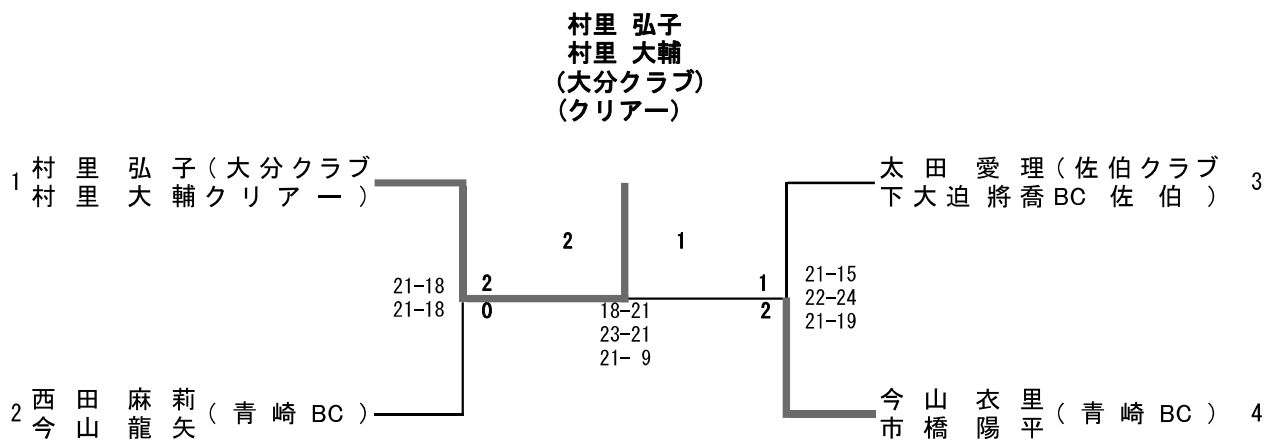 村里 弘子
村里 大輔
(大分クラブ)
(クリアー)
1 村里 弘子(大分クラブ
村里 大輔クリアー)
太田 愛理(佐伯クラブ 3
下大迫將喬BC 佐伯)
2 1
21-18 2
21-18 0
18-21
23-21
21- 9
1 21-15
2 22-24
21-19
2 西田 麻莉(青崎BC)
今山 龍矢
今山 衣里(青崎BC) 4
市橋 陽平